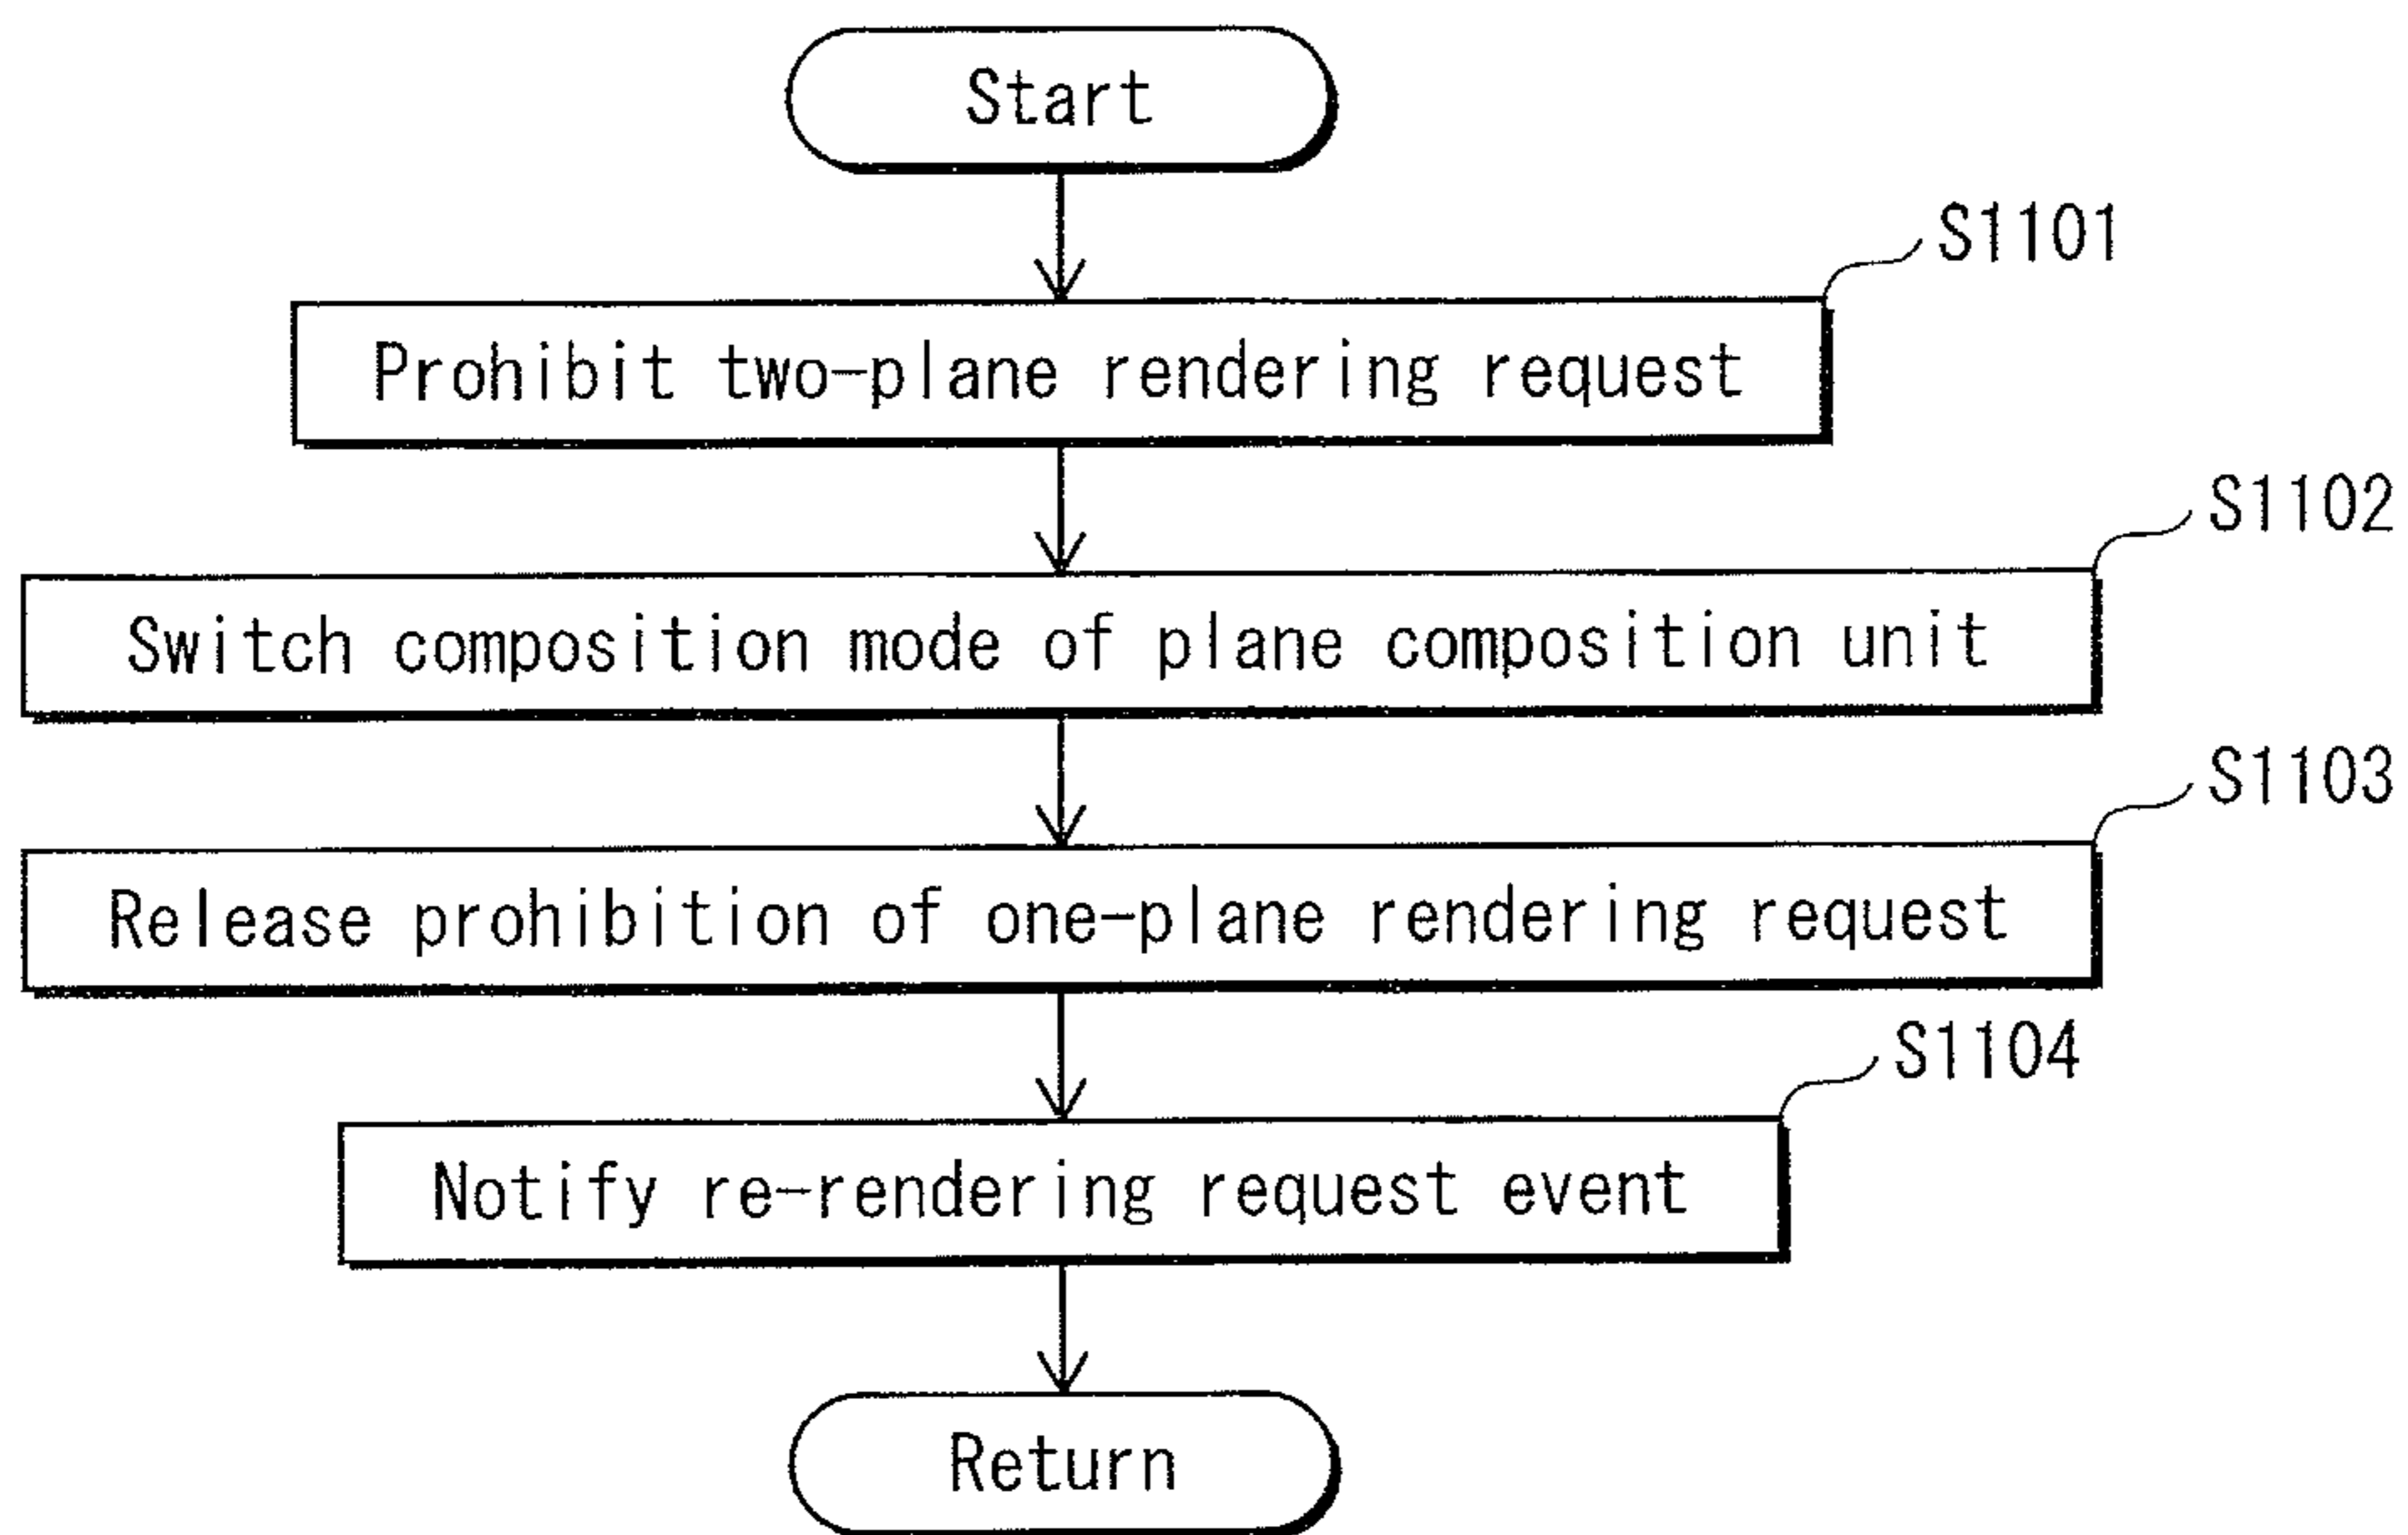 Start
S1101
Prohibit two-plane rendering request
S1102
Switch composition mode of plane composition unit
S1103
Release prohibition of one-plane rendering request
S1104
Notify re-rendering request event
Return